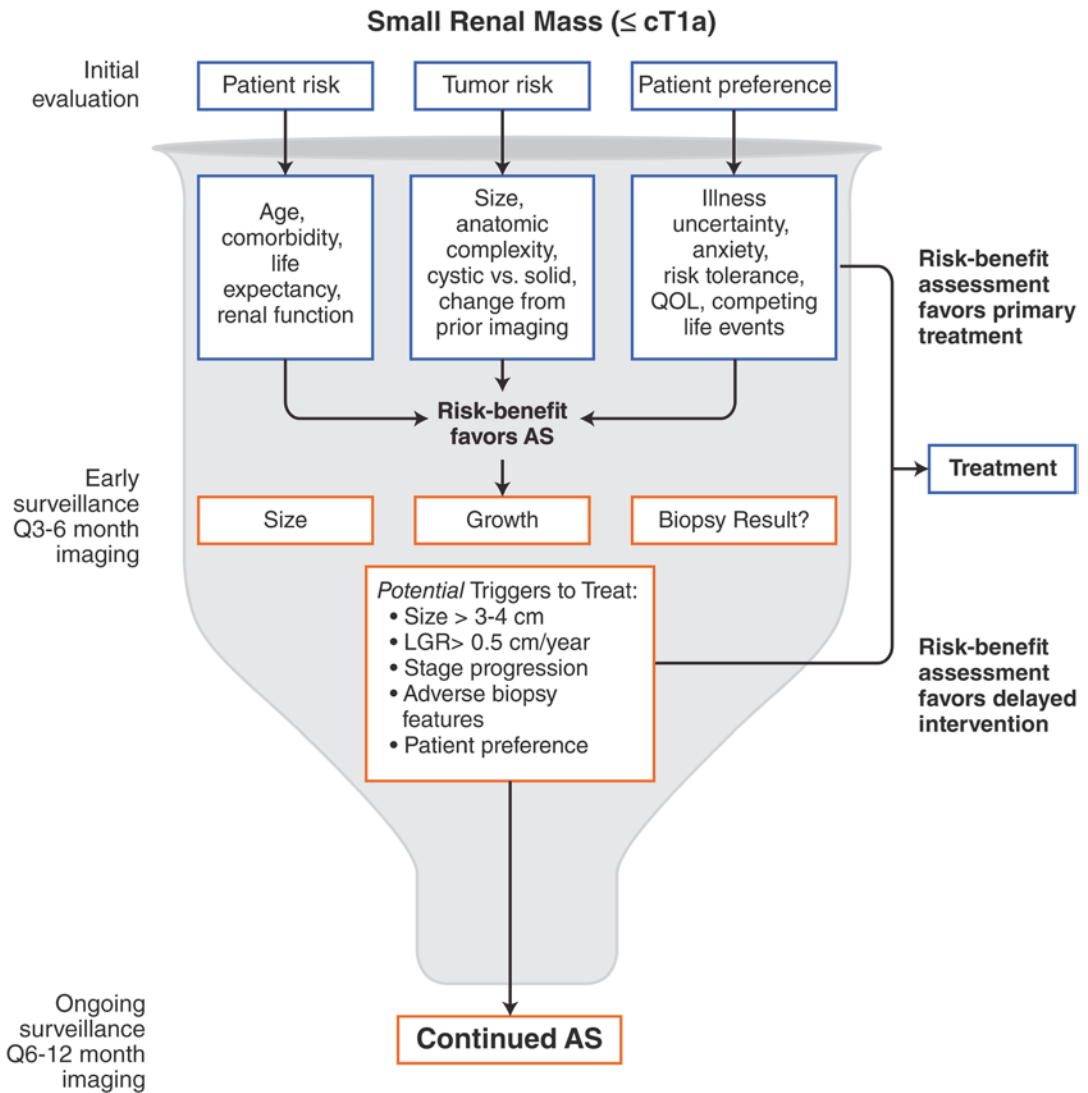 Small Renal Mass (≤ cT1a)
Initial
evaluation
Patient risk
Tumor risk
Patient preference
Age,
comorbidity,
life
expectancy,
renal function
Size,
anatomic
complexity,
cystic vs. solid,
change from
prior imaging
Illness
uncertainty,
anxiety,
risk tolerance,
QOL, competing
life events
Risk-benefit
assessment
favors primary
treatment
Risk-benefit
favors AS
Treatment
Early
surveillance
Q3-6 month
imaging
Size
Growth
Biopsy Result?
Potential Triggers to Treat:
• Size > 3-4 cm
• LGR> 0.5 cm/year
• Stage progression
• Adverse biopsy
features
• Patient preference
Risk-benefit
assessment
favors delayed
intervention
Ongoing
surveillance
Q6-12 month
imaging
Continued AS